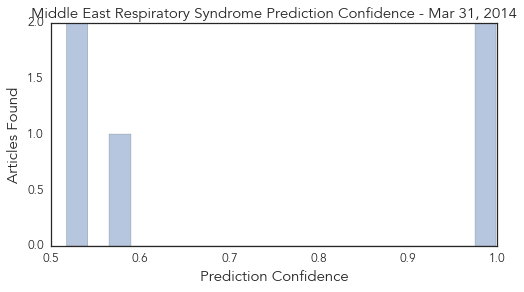 Middle East Respiratory Syndrome Prediction Confidence - Mar 31, 2014
2.0
1.5
1.0
0.5
0.0
Articles Found
0.5 0.6 0.7 0.8 0.9 1.0
Prediction Confidence